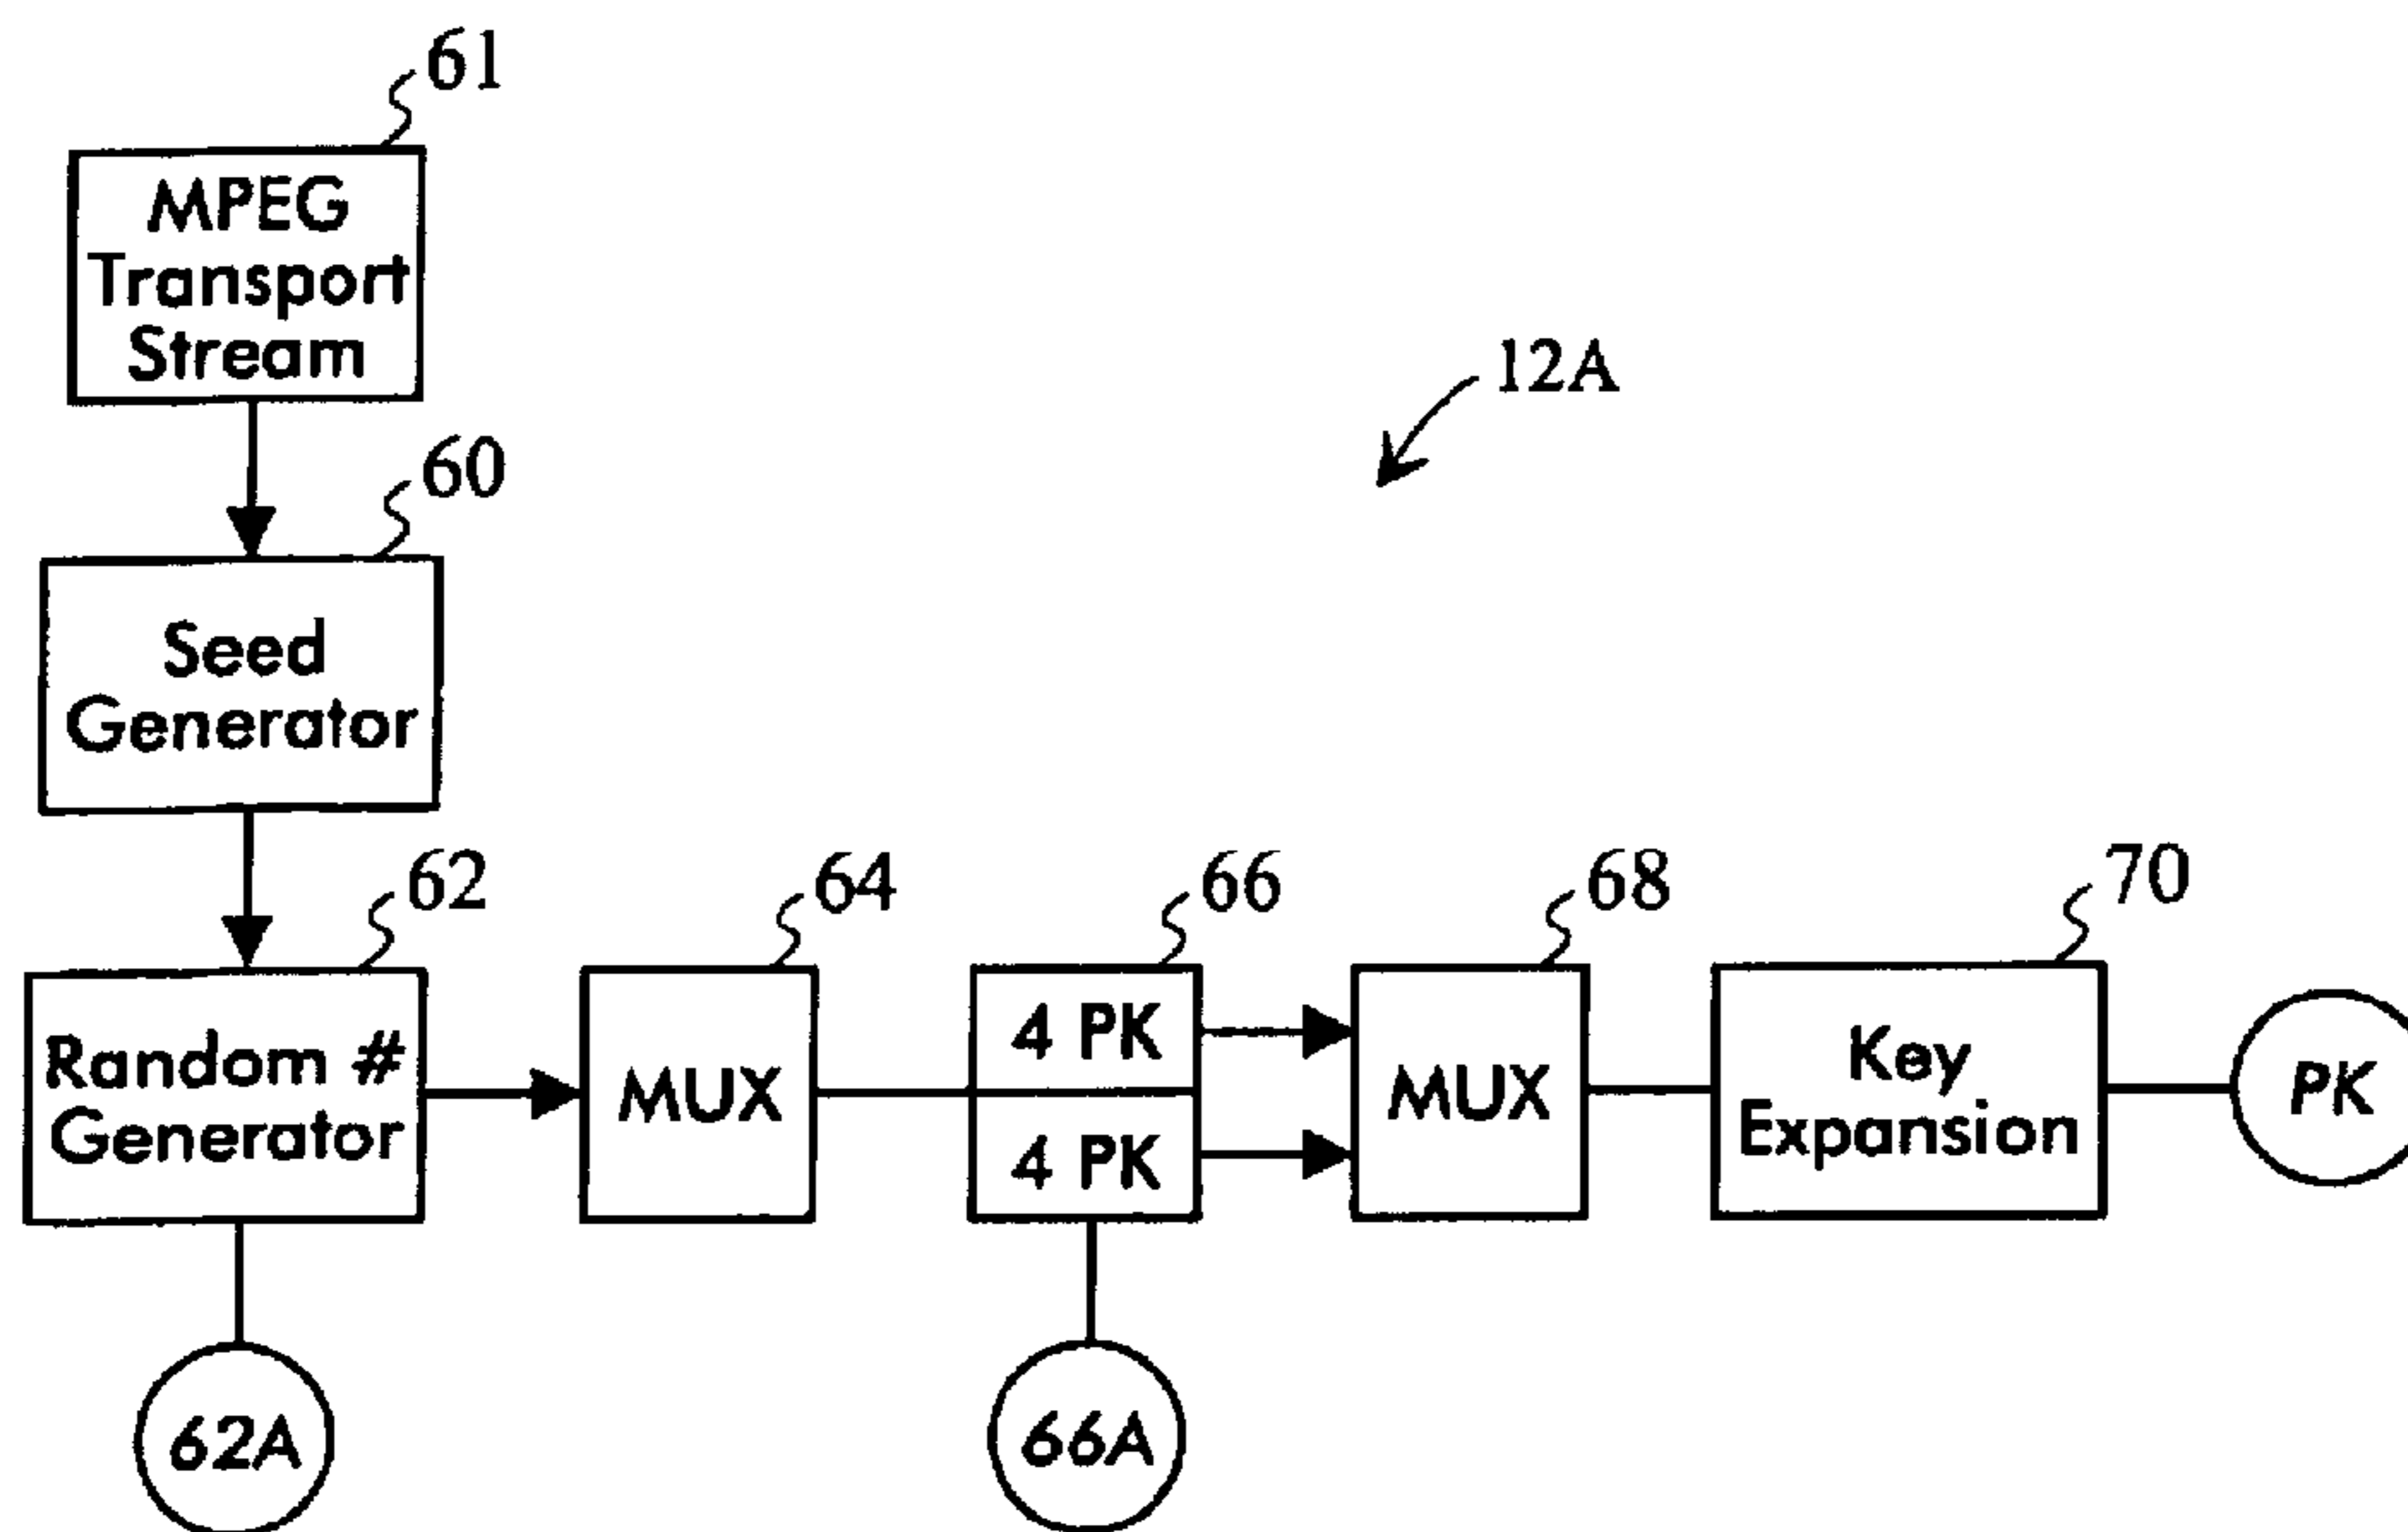 61
MPEG
Transport
Stream
12A
60
Seed
Generator
62
64
66
68
70
Random #
Generator
MUX
4 PK
4 PK
MUX
Key
Expansion
PK
62A
66A